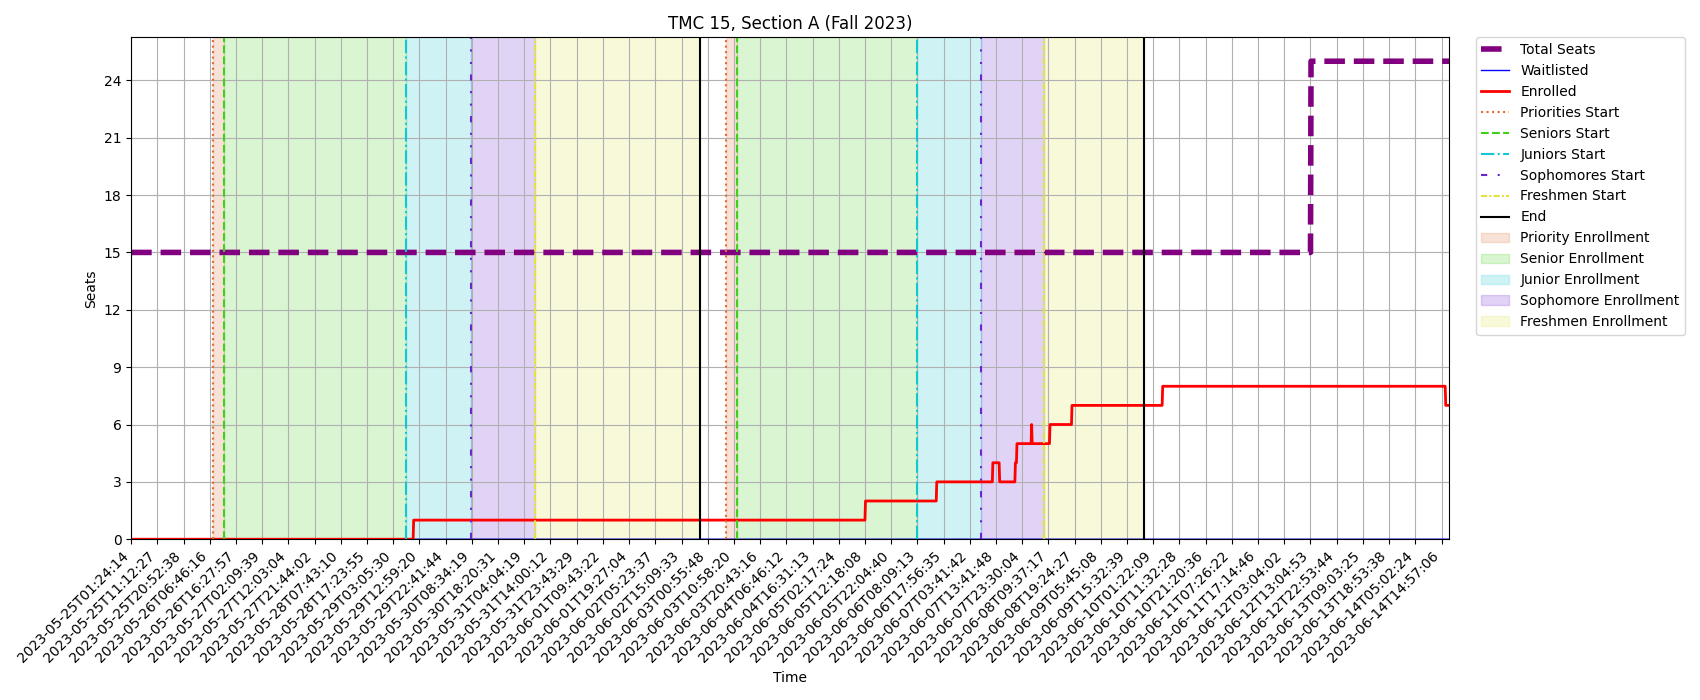 TMC 15, Section A (Fall 2023)
Seats
24
21
18
15
12
9
6
3
0
2023-05-25T01:24:14
2023-05-25T11:12:27
2023-05-25T20:52:38
2023-05-26T06:46:16
2023-05-26T16:27:57
2023-05-27T02:09:39
2023-05-27T12:03:04
2023-05-27T21:44:02
2023-05-28T07:43:10
2023-05-28T17:23:55
2023-05-29T03:05:30
2023-05-29T12:59:20
2023-05-29T22:41:44
2023-05-30T08:34:19
2023-05-30T18:20:31
2023-05-31T04:04:19
2023-05-31T14:00:12
2023-05-31T23:43:29
2023-06-01T09:43:22
2023-06-01T19:27:04
2023-06-02T05:23:37
2023-06-02T15:09:33
2023-06-03T00:55:48
2023-06-03T10:58:20
2023-06-03T20:43:16
2023-06-04T06:46:12
2023-06-04T16:31:13
2023-06-05T02:17:24
2023-06-05T12:18:08
2023-06-05T22:04:40
2023-06-06T08:09:13
2023-06-06T17:56:35
2023-06-07T03:41:42
2023-06-07T13:41:48
2023-06-07T23:30:04
2023-06-08T09:37:17
2023-06-08T19:24:27
2023-06-09T05:45:08
2023-06-09T15:32:39
2023-06-10T01:22:09
2023-06-10T11:32:28
2023-06-10T21:20:36
2023-06-11T07:26:22
2023-06-11T17:14:46
2023-06-12T03:04:02
2023-06-12T13:04:53
2023-06-12T22:53:44
2023-06-13T09:03:25
2023-06-13T18:53:38
2023-06-14T05:02:24
2023-06-14T14:57:06
Time
Total Seats
Waitlisted
Enrolled
Priorities Start
Seniors Start
Juniors Start
Sophomores Start
Freshmen Start
End
Priority Enrollment
Senior Enrollment
Junior Enrollment
Sophomore Enrollment
Freshmen Enrollment